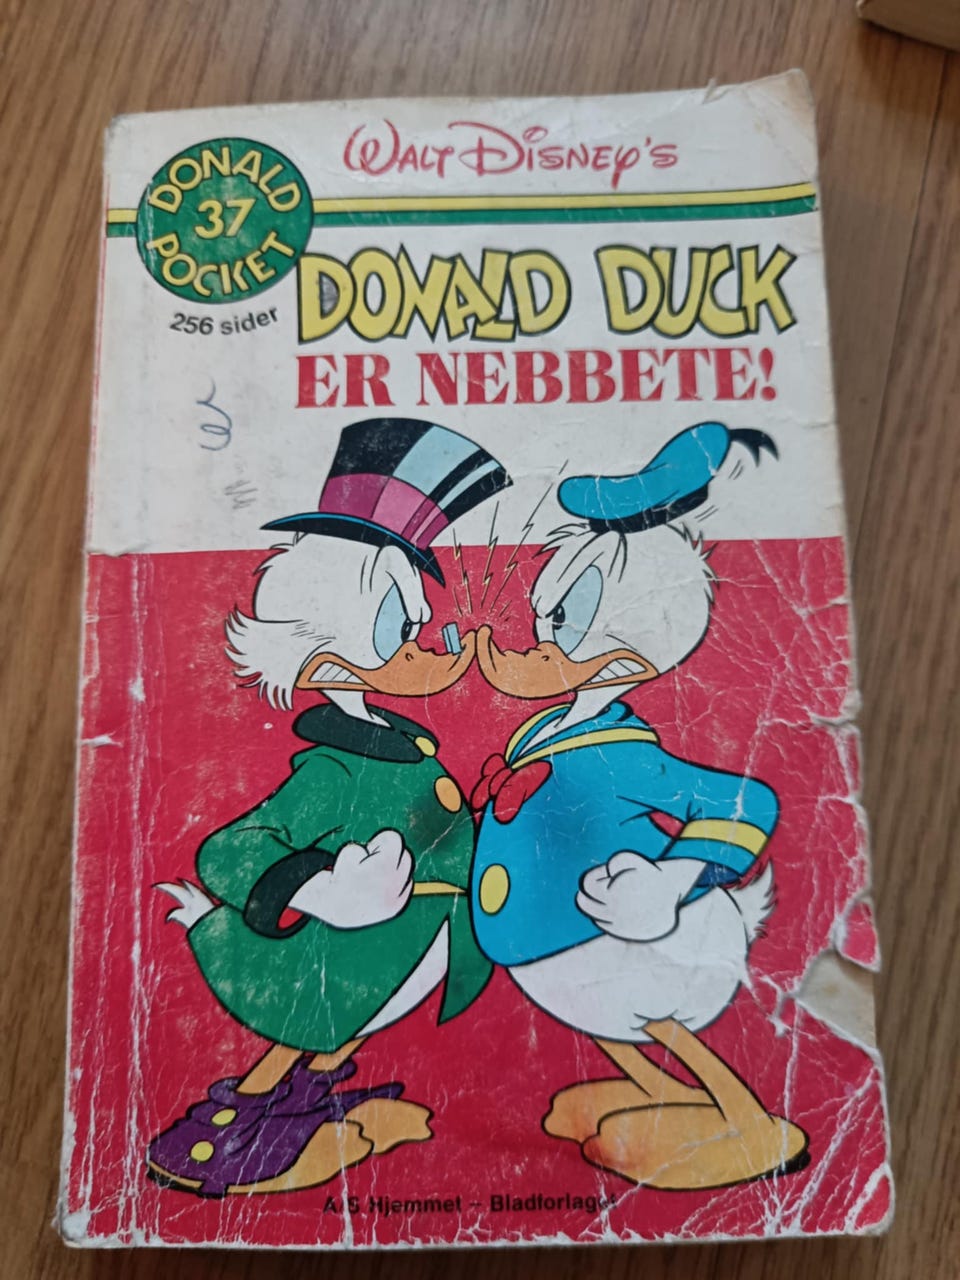 WALT DISNEY'S
DONALD
37
POCKET
256 sider
DONALD DUCK
ER NEBBETE!
A/S Hjemmet - Bladforlaget